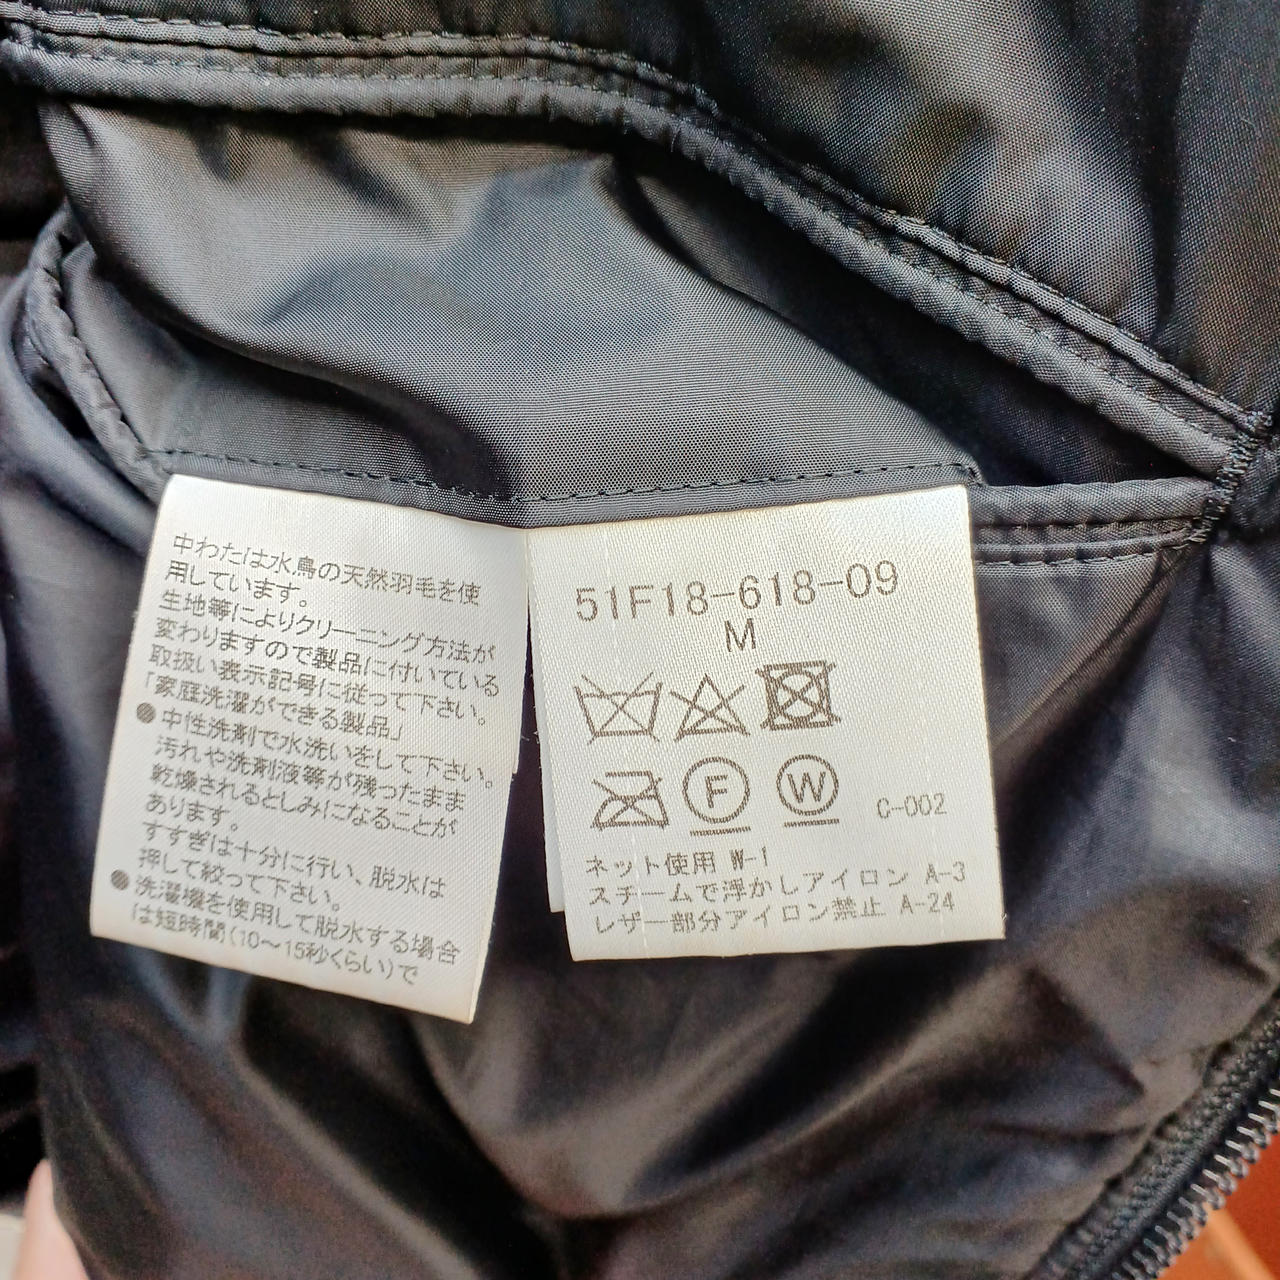 中わたは水鳥の天然羽毛を使
用しています。
生地等によりクリーニング方法が
変わりますので製品に付いている
取扱い表示記号に従って下さい。
「家庭洗濯ができる製品」
●中性洗剤で水洗いをして下さい。
汚れや洗剤液等が残ったまま
乾燥されるとしみになることが
あります。
すすぎは十分に行い、脱水は
押して絞って下さい。
●洗濯機を使用して脱水する場合
は短時間(10〜15秒くらい)で
51F18-618-09
M
F
W
C-002
ネット使用 W-1
スチームで浮かしアイロン A-3
レザー部分アイロン禁止 A-24